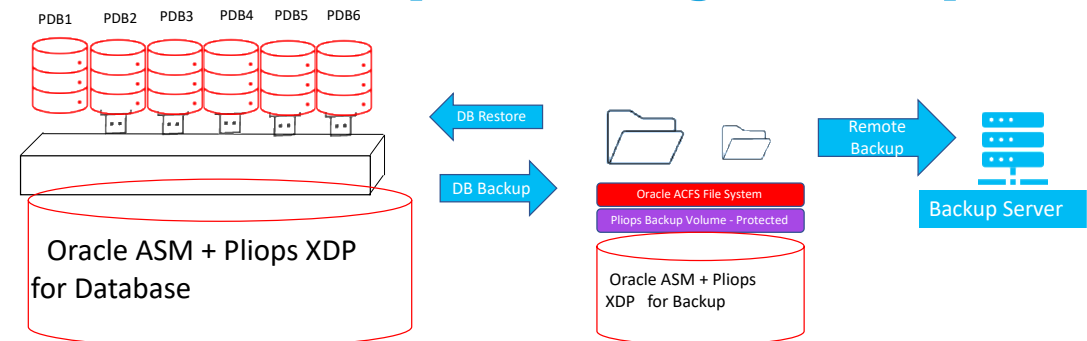 PDB1
PDB2
PDB3
PDB4
PDB5
PDB6
DB Restore
DB Backup
Remote
Backup
Oracle ACFS File System
Pliops Backup Volume - Protected
Backup Server
Oracle ASM + Pliops XDP
for Database
Oracle ASM + Pliops
XDP for Backup